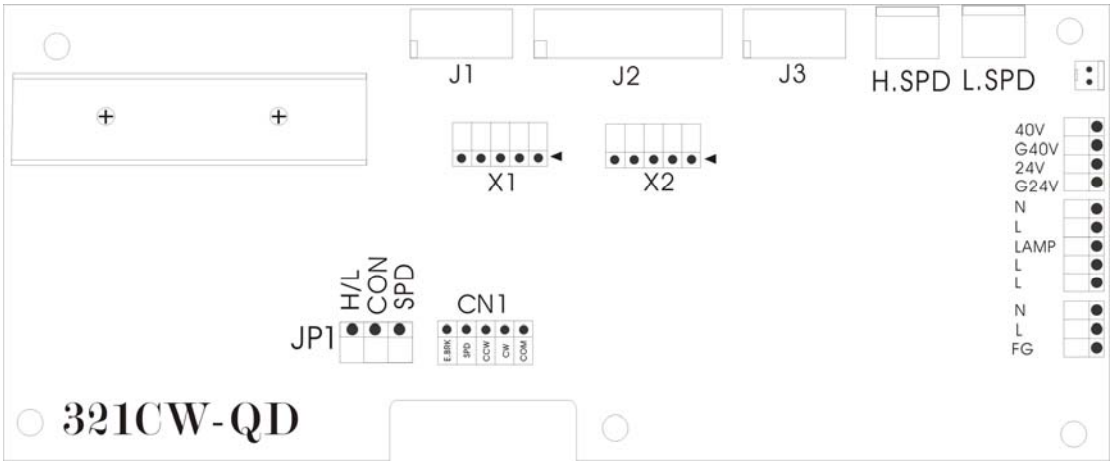 J1 J2 J3 H.SPD L.SPD
X1 X2
40V
G40V
24V
G24V
N
L
LAMP
L
L
N
L
FG
H/L CON SPD
JP1
CN1
E.BRK SPD CCW CW COM
321CW-QD